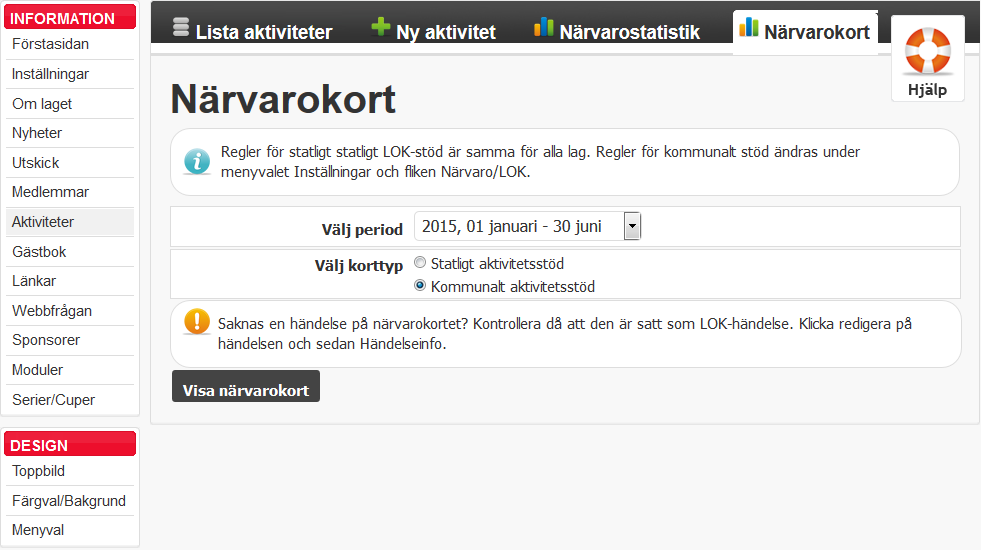 INFORMATION
Förstasidan
Inställningar
Om laget
Nyheter
Utskick
Medlemmar
Aktiviteter
Gästbok
Länkar
Webbfrågan
Sponsorer
Moduler
Serier/Cuper
DESIGN
Toppbild
Färgval/Bakgrund
Menyval
Lista aktiviteter
Ny aktivitet
Närvarostatistik
Närvarokort
Hjälp
Närvarokort
Regler för statligt statligt LOK-stöd är samma för alla lag. Regler för kommunalt stöd ändras under
menyvalet Inställningar och fliken Närvaro/LOK.
Välj period 2015, 01 januari - 30 juni
Välj korttyp Statligt aktivitetsstöd
Kommunalt aktivitetsstöd
Saknas en händelse på närvarokortet? Kontrollera då att den är satt som LOK-händelse. Klicka redigera på
händelsen och sedan Händelseinfo.
Visa närvarokort